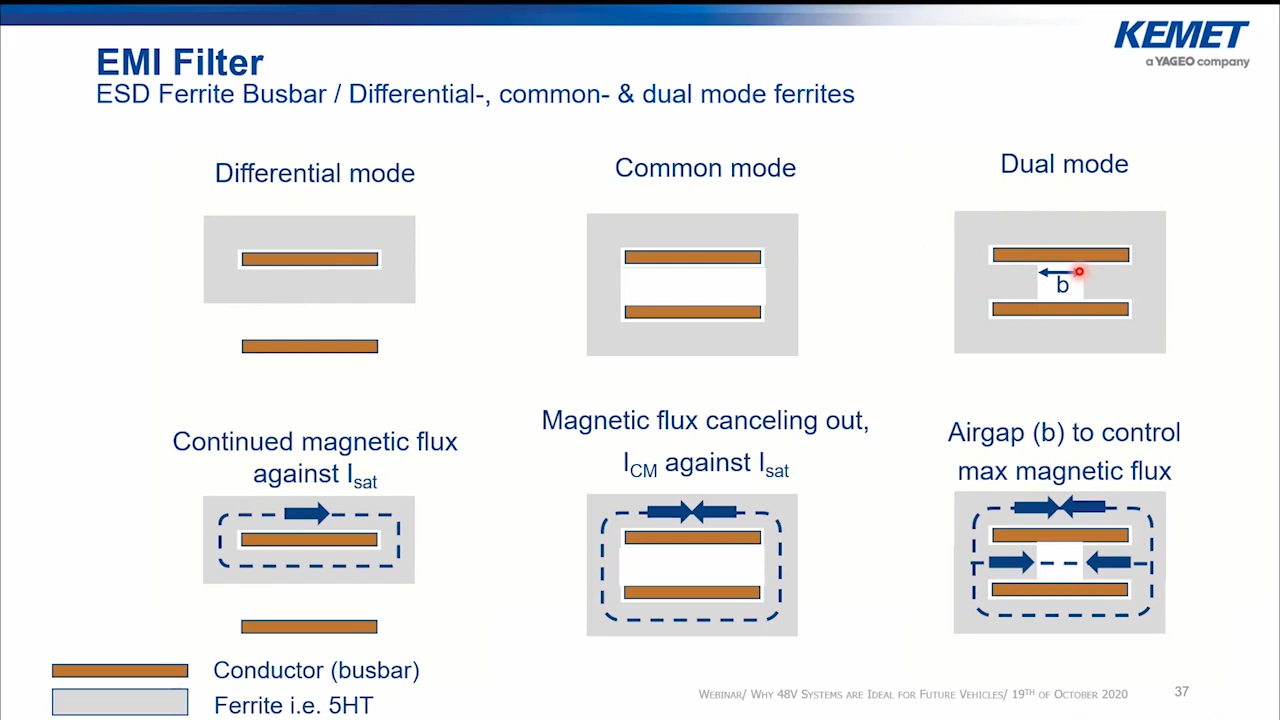 KEMET
a YAGEO company
EMI Filter
ESD Ferrite Busbar / Differential-, common- & dual mode ferrites
Differential mode
Common mode
Dual mode
b
Continued magnetic flux
against Isat
Magnetic flux canceling out,
ICM against Isat
Airgap (b) to control
max magnetic flux
Conductor (busbar)
Ferrite i.e. 5HT
WEBINAR/ WHY 48V SYSTEMS ARE IDEAL FOR FUTURE VEHICLES/ 19TH OF OCTOBER 2020
37